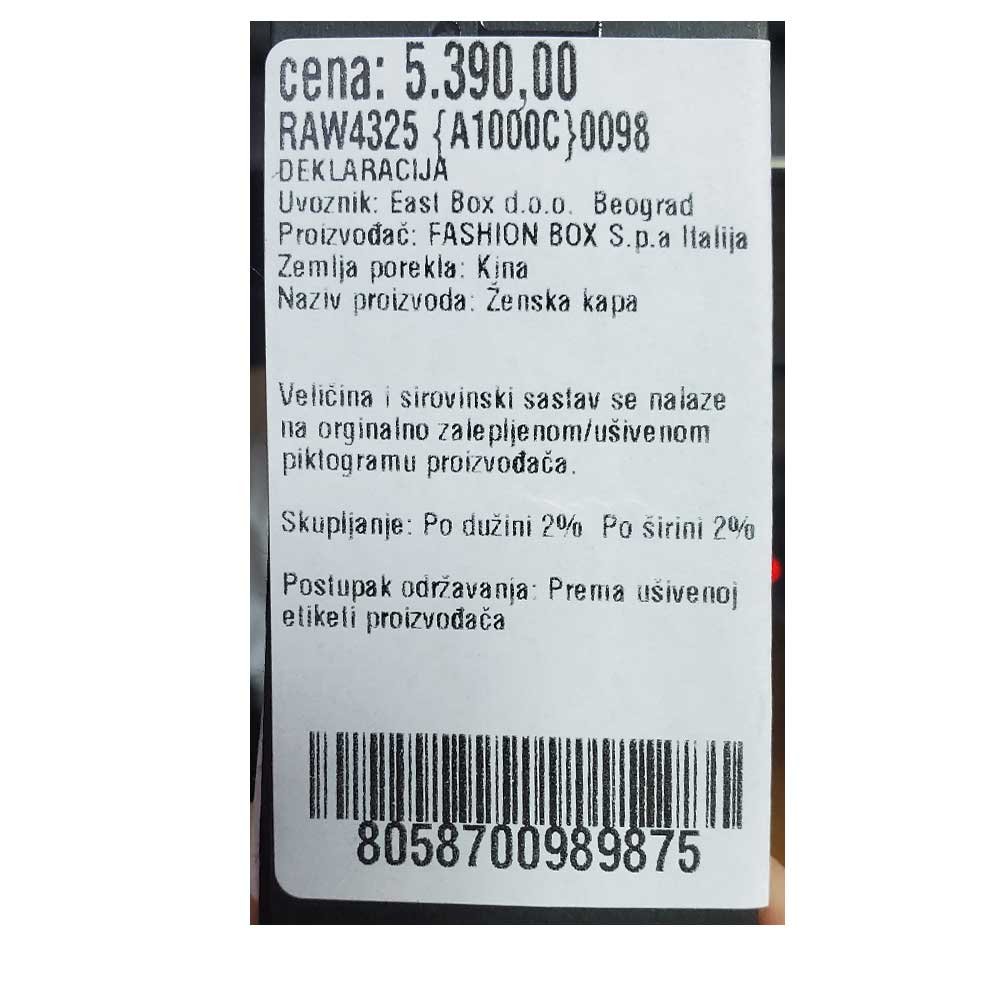 cena: 5.390,00
RAW4325 {A1000C}0098
DEKLARACIJA
Uvoznik: East Box d.o.o. Beograd
Proizvođač: FASHION BOX S.p.a Italija
Zemlja porekla: Kina
Naziv proizvoda: Ženska kapa
Veličina i sirovinski sastav se nalaze
na orginalno zalepljenom/ušivenom
piktogramu proizvođača.
Skupljanje: Po dužini 2% Po širini 2%
Postupak održavanja: Prema ušivenoj
etiketi proizvođača
8058700989875